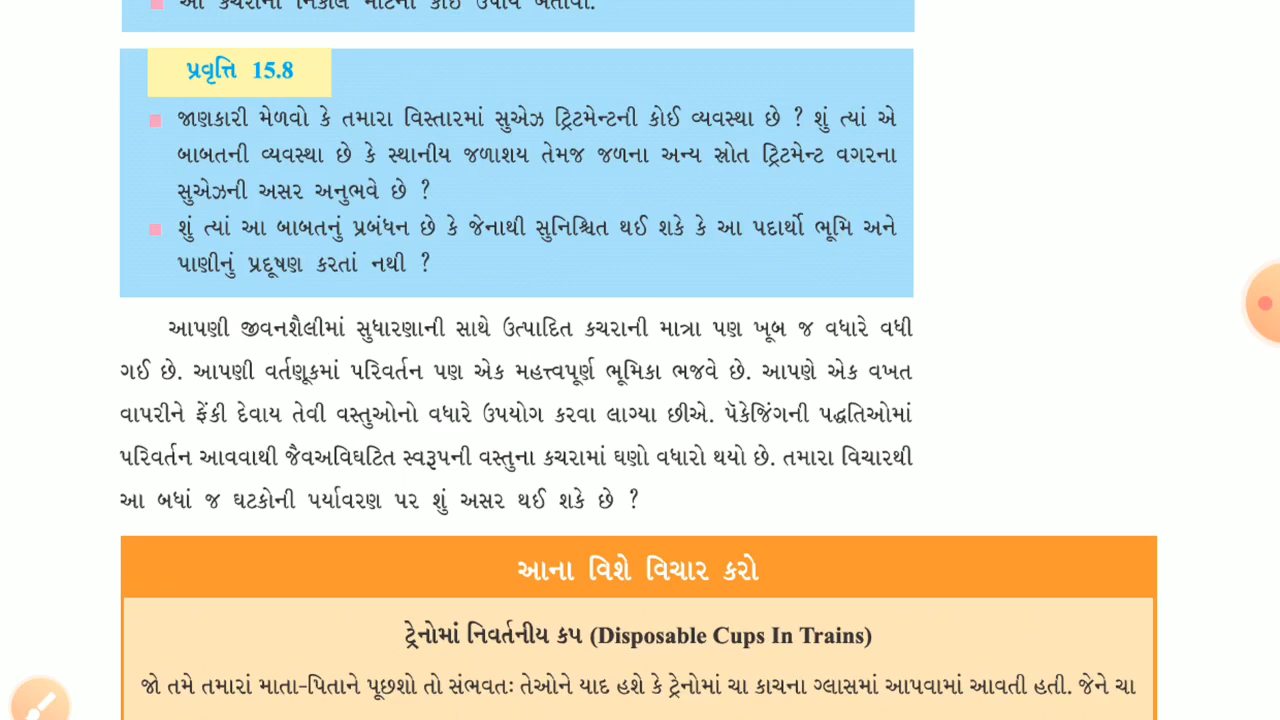 આ કચરાના નિકાલ માટેના કોઈ ઉપાય બતાવો.
પ્રવૃત્તિ 15.8
જાણકારી મેળવો કે તમારા વિસ્તારમાં સુએઝ ટ્રિટમેન્ટની કોઈ વ્યવસ્થા છે ? શું ત્યાં એ
બાબતની વ્યવસ્થા છે કે સ્થાનીય જળાશય તેમજ જળના અન્ય સ્રોત ટ્રિટમેન્ટ વગરના
સુએઝની અસર અનુભવે છે ?
શું ત્યાં આ બાબતનું પ્રબંધન છે કે જેનાથી સુનિશ્ચિત થઈ શકે કે આ પદાર્થો ભૂમિ અને
પાણીનું પ્રદૂષણ કરતાં નથી ?
આપણી જીવનશૈલીમાં સુધારણાની સાથે ઉત્પાદિત કચરાની માત્રા પણ ખૂબ જ વધારે વધી
ગઈ છે. આપણી વર્તણૂકમાં પરિવર્તન પણ એક મહત્ત્વપૂર્ણ ભૂમિકા ભજવે છે. આપણે એક વખત
વાપરીને ફેંકી દેવાય તેવી વસ્તુઓનો વધારે ઉપયોગ કરવા લાગ્યા છીએ. પૅકેજિંગની પદ્ધતિઓમાં
પરિવર્તન આવવાથી જૈવઅવિઘટિત સ્વરૂપની વસ્તુના કચરામાં ઘણો વધારો થયો છે. તમારા વિચારથી
આ બધાં જ ઘટકોની પર્યાવરણ પર શું અસર થઈ શકે છે ?
આના વિશે વિચાર કરો
ટ્રેનોમાં નિવર્તનીય કપ (Disposable Cups In Trains)
જો તમે તમારાં માતા-પિતાને પૂછશો તો સંભવતઃ તેઓને યાદ હશે કે ટ્રેનોમાં ચા કાચના ગ્લાસમાં આપવામાં આવતી હતી. જેને ચા